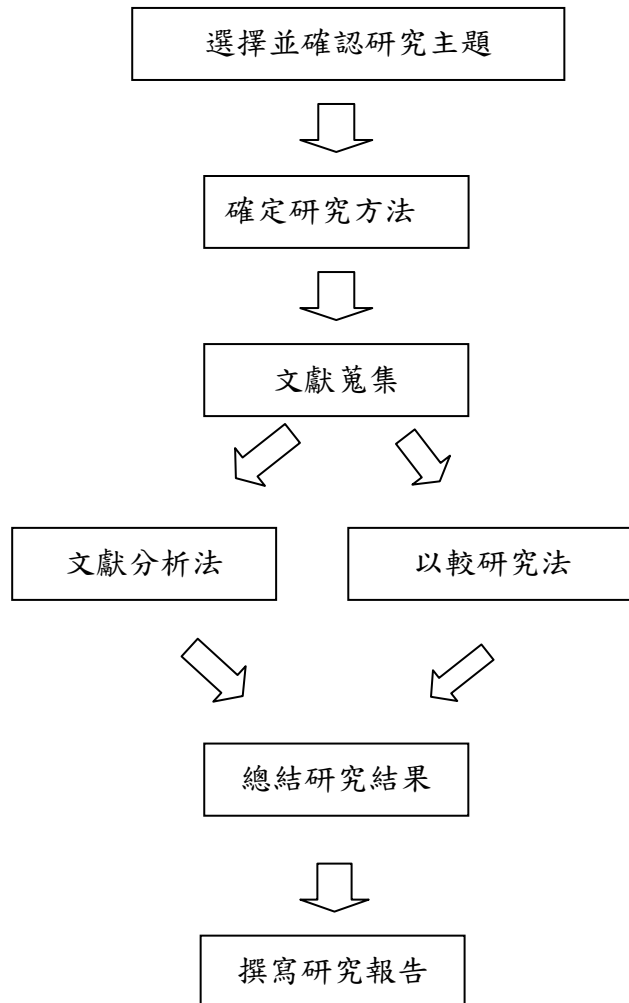 選擇並確認研究主題
確定研究方法
文獻蒐集
文獻分析法
以較研究法
總結研究結果
撰寫研究報告